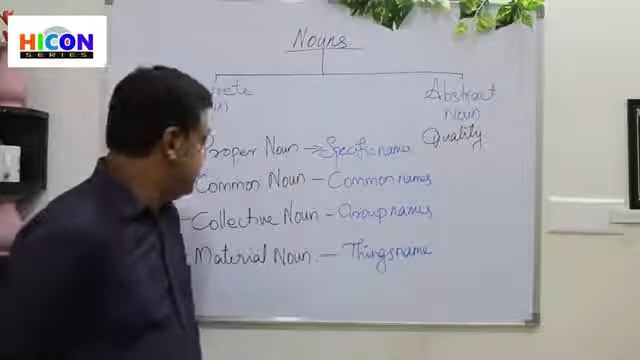 HICON
SERIES
Nouns
Abstract
Noun
Quality
Proper Noun → Specific name
Common Noun - Common names
Collective Noun - Group names
Material Noun - Things name